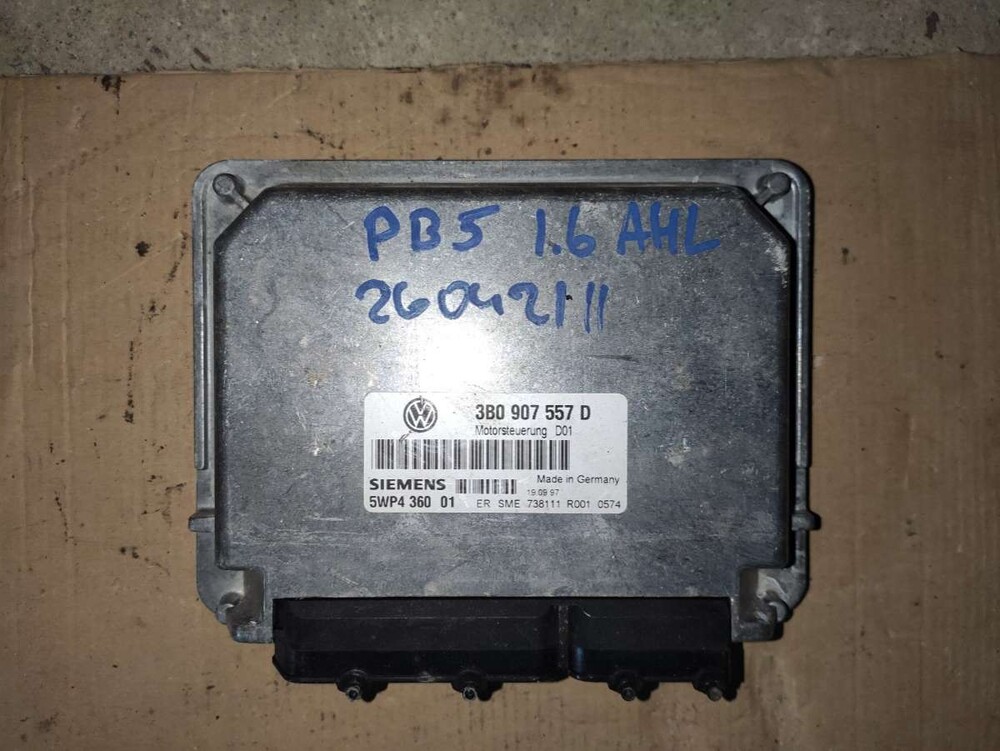 PB5 1.6 AHL
26042111
3B0 907 557 D
Motorsteuerung D01
SIEMENS
Made in Germany
19.09.97
5WP4 360 01 ER SME 738111 R001 0574